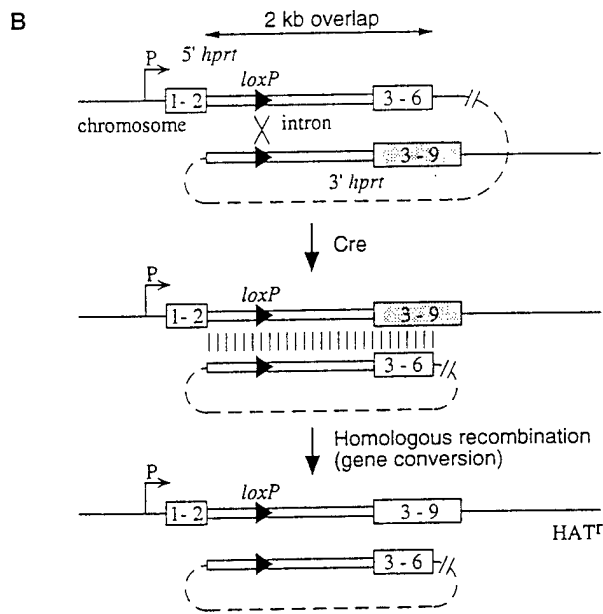 B
2 kb overlap
P
5' hprt
loxP
1- 2
3 - 6
chromosome
intron
3 - 9
3' hprt
Cre
P
loxP
1- 2
3 - 9
3 - 6
Homologous recombination
(gene conversion)
P
loxP
1- 2
3 - 9
HATr
3 - 6